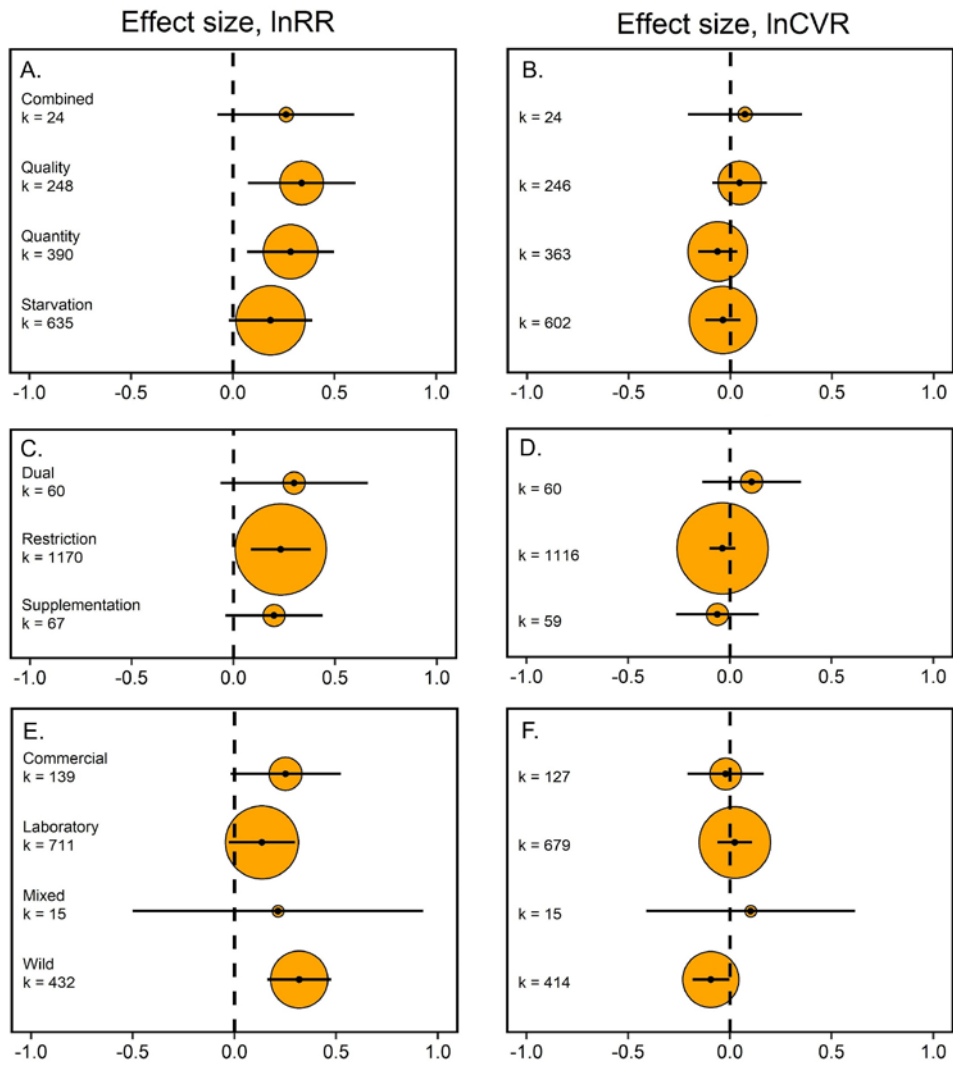 Effect size, lnRR
Effect size, lnCVR
A.
Combined
k = 24
Quality
k = 248
Quantity
k = 390
Starvation
k = 635
-1.0 -0.5 0.0 0.5 1.0
B.
k = 24
k = 246
k = 363
k = 602
-1.0 -0.5 0.0 0.5 1.0
C.
Dual
k = 60
Restriction
k = 1170
Supplementation
k = 67
-1.0 -0.5 0.0 0.5 1.0
D.
k = 60
k = 1116
k = 59
-1.0 -0.5 0.0 0.5 1.0
E.
Commercial
k = 139
Laboratory
k = 711
Mixed
k = 15
Wild
k = 432
-1.0 -0.5 0.0 0.5 1.0
F.
k = 127
k = 679
k = 15
k = 414
-1.0 -0.5 0.0 0.5 1.0